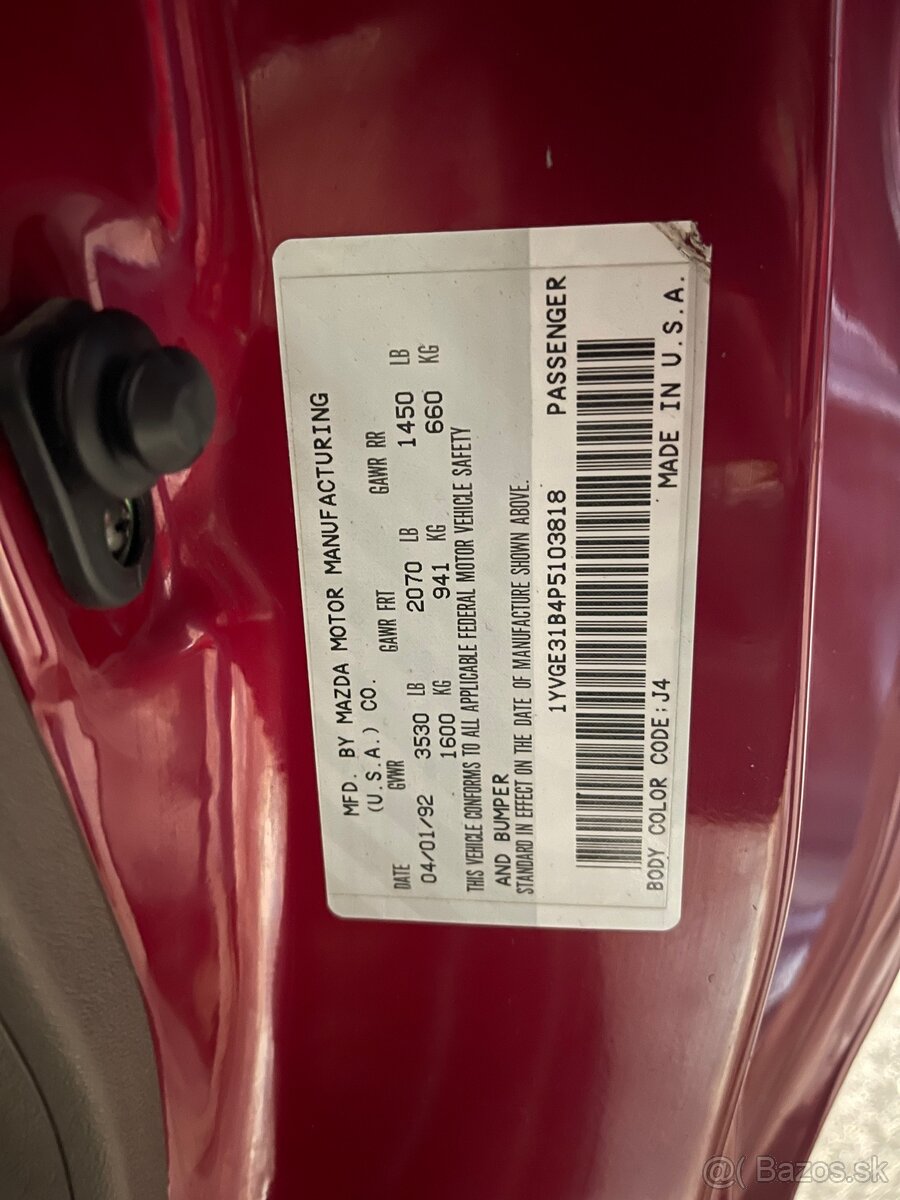 MFD. BY MAZDA MOTOR MANUFACTURING
(U.S.A.) CO.
GVWR GAWR FRT GAWR RR
DATE 3530 LB 2070 LB 1450 LB
04/01/92 1600 KG 941 KG 660 KG
THIS VEHICLE CONFORMS TO ALL APPLICABLE FEDERAL MOTOR VEHICLE SAFETY
AND BUMPER
STANDARD IN EFFECT ON THE DATE OF MANUFACTURE SHOWN ABOVE.
1YVGE31B4P5103818 PASSENGER
BODY COLOR CODE:J4 MADE IN U.S.A.
@( Bazos.sk